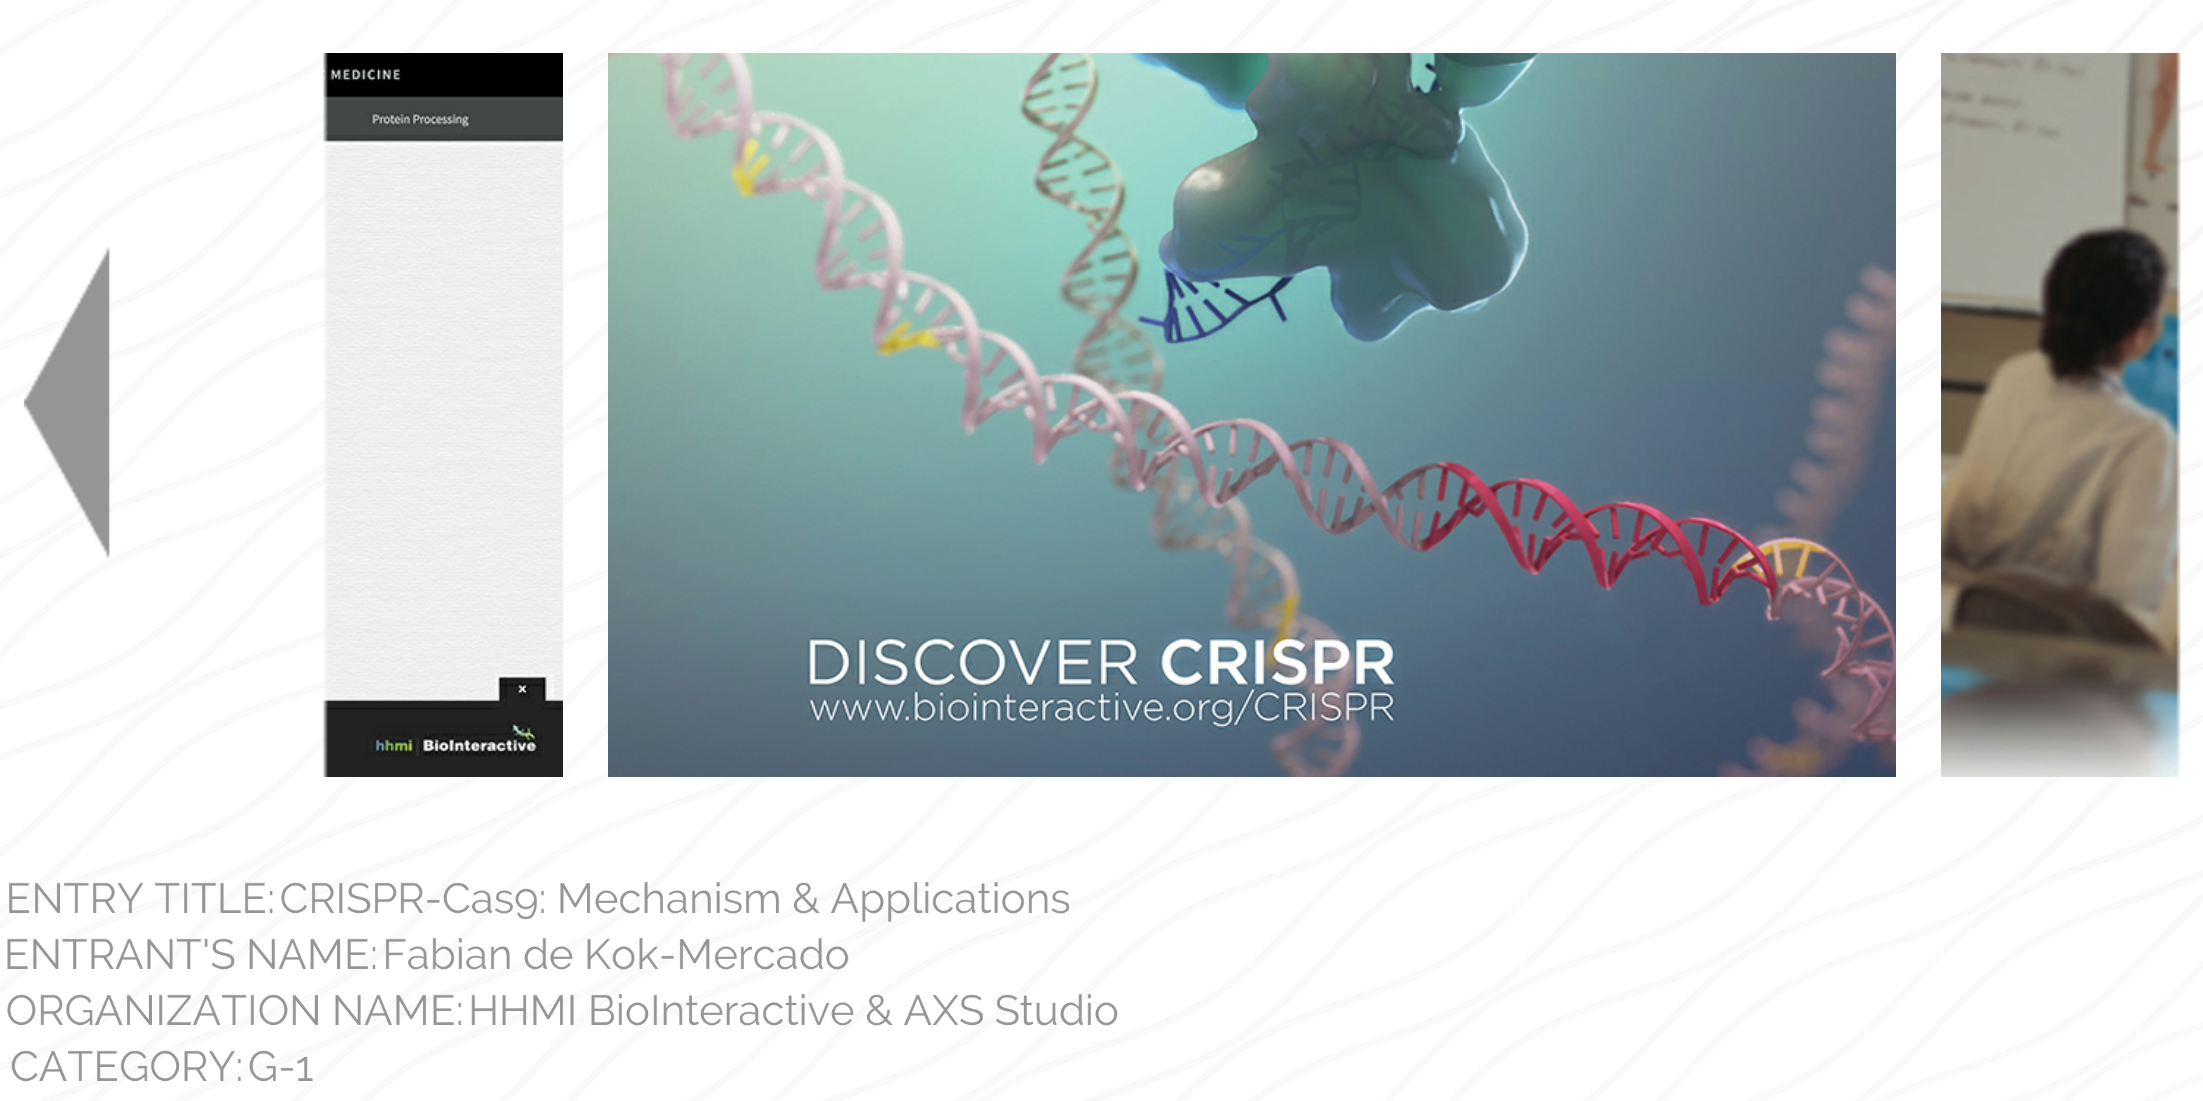 MEDICINE
Protein Processing
×
hhmi BioInteractive
DISCOVER CRISPR
www.biointeractive.org/CRISPR
ENTRY TITLE: CRISPR-Cas9: Mechanism & Applications
ENTRANT'S NAME: Fabian de Kok-Mercado
ORGANIZATION NAME: HHMI BioInteractive & AXS Studio
CATEGORY: G-1